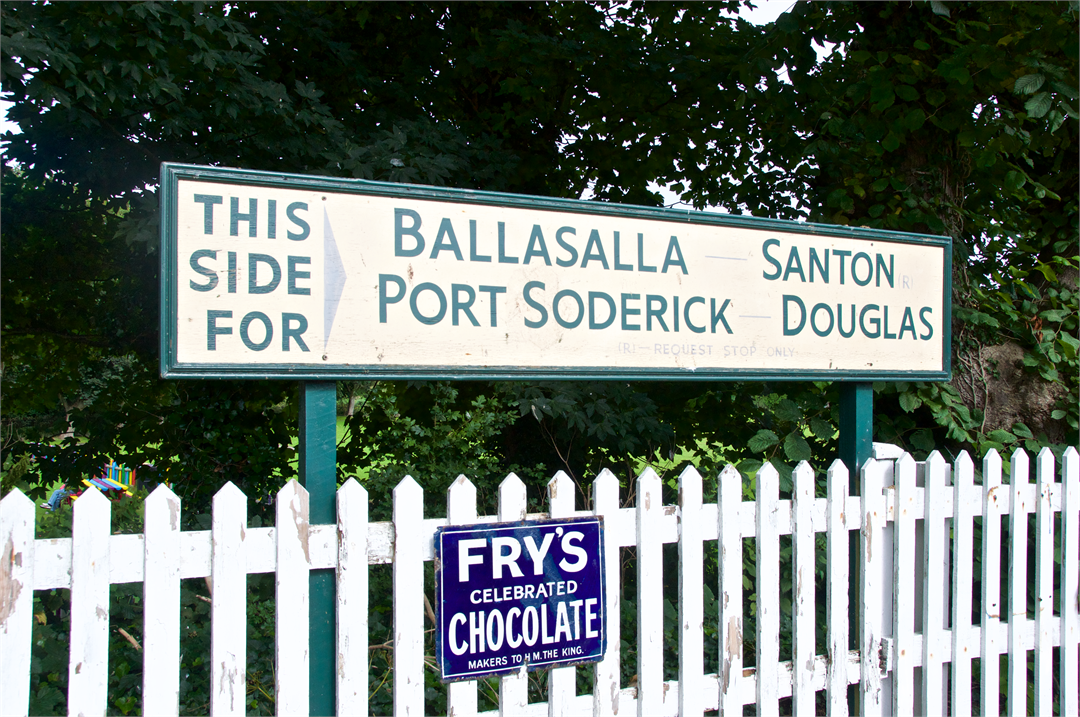 THIS
SIDE
FOR
BALLASALLA — SANTON (R)
PORT SODERICK — DOUGLAS
(R) — REQUEST STOP ONLY
FRY'S
CELEBRATED
CHOCOLATE
MAKERS TO H.M. THE KING.